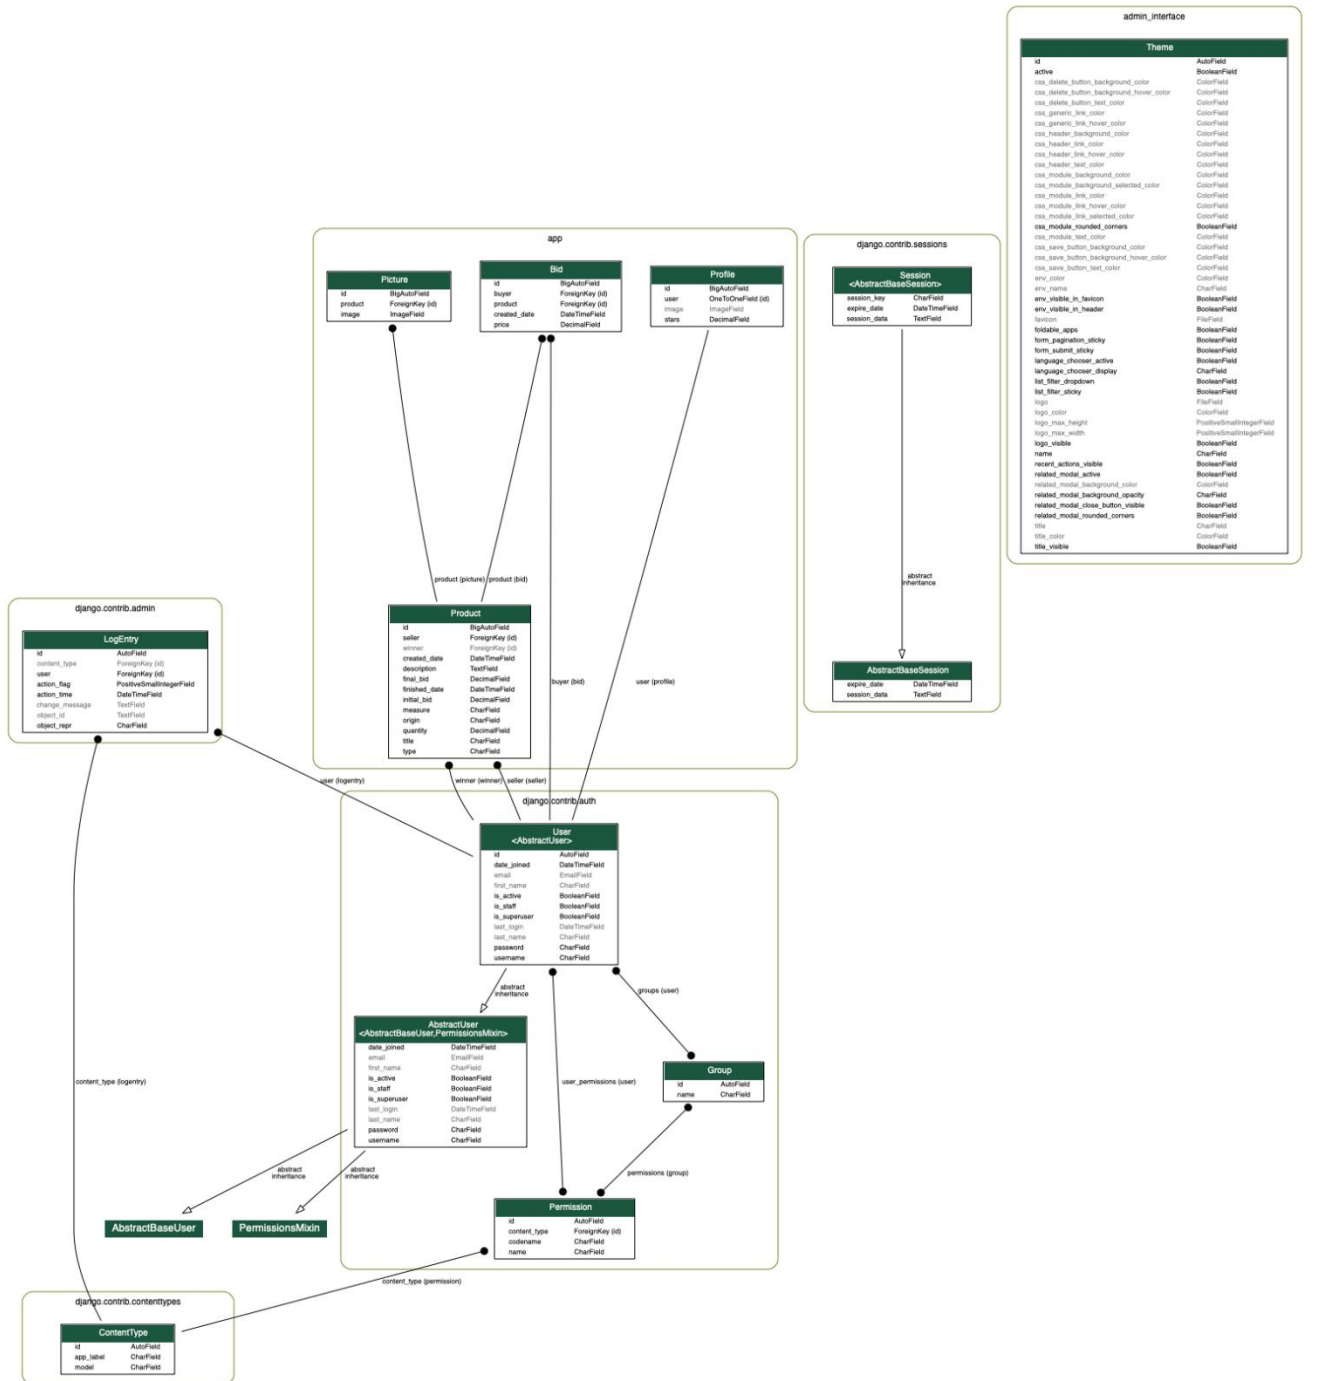 admin_interface
Theme
id AutoField
active BooleanField
css_delete_button_background_color ColorField
css_delete_button_background_hover_color ColorField
css_delete_button_text_color ColorField
css_generic_link_color ColorField
css_generic_link_hover_color ColorField
css_header_background_color ColorField
css_header_link_color ColorField
css_header_link_hover_color ColorField
css_header_text_color ColorField
css_module_background_color ColorField
css_module_background_selected_color ColorField
css_module_link_color ColorField
css_module_link_hover_color ColorField
css_module_link_selected_color ColorField
css_module_rounded_corners BooleanField
css_module_text_color ColorField
css_save_button_background_color ColorField
css_save_button_background_hover_color ColorField
css_save_button_text_color ColorField
env_color ColorField
env_name CharField
env_visible_in_favicon BooleanField
env_visible_in_header BooleanField
favicon FileField
foldable_apps BooleanField
form_pagination_sticky BooleanField
form_submit_sticky BooleanField
language_chooser_active BooleanField
language_chooser_display CharField
list_filter_dropdown BooleanField
list_filter_sticky BooleanField
logo FileField
logo_color ColorField
logo_max_height PositiveSmallIntegerField
logo_max_width PositiveSmallIntegerField
logo_visible BooleanField
name CharField
recent_actions_visible BooleanField
related_modal_active BooleanField
related_modal_background_color ColorField
related_modal_background_opacity CharField
related_modal_close_button_visible BooleanField
related_modal_rounded_corners BooleanField
title CharField
title_color ColorField
title_visible BooleanField
app
Picture
id BigAutoField
product ForeignKey (id)
image ImageField
Bid
id BigAutoField
buyer ForeignKey (id)
product ForeignKey (id)
created_date DateTimeField
price DecimalField
Profile
id BigAutoField
user OneToOneField (id)
image ImageField
stars DecimalField
product (picture)
product (bid)
buyer (bid)
user (profile)
Product
id BigAutoField
seller ForeignKey (id)
winner ForeignKey (id)
created_date DateTimeField
description TextField
final_bid DecimalField
finished_date DateTimeField
initial_bid DecimalField
measure CharField
origin CharField
quantity DecimalField
title CharField
type CharField
django.contrib.sessions
Session
<AbstractBaseSession>
session_key CharField
expire_date DateTimeField
session_data TextField
abstract
inheritance
AbstractBaseSession
expire_date DateTimeField
session_data TextField
django.contrib.admin
LogEntry
id AutoField
content_type ForeignKey (id)
user ForeignKey (id)
action_flag PositiveSmallIntegerField
action_time DateTimeField
change_message TextField
object_id TextField
object_repr CharField
user (logentry)
winner (winner)
seller (seller)
django.contrib.auth
User
<AbstractUser>
id AutoField
date_joined DateTimeField
email EmailField
first_name CharField
is_active BooleanField
is_staff BooleanField
is_superuser BooleanField
last_login DateTimeField
last_name CharField
password CharField
username CharField
abstract
inheritance
groups (user)
AbstractUser
<AbstractBaseUser,PermissionsMixin>
date_joined DateTimeField
email EmailField
first_name CharField
is_active BooleanField
is_staff BooleanField
is_superuser BooleanField
last_login DateTimeField
last_name CharField
password CharField
username CharField
user_permissions (user)
Group
id AutoField
name CharField
content_type (logentry)
abstract
inheritance
abstract
inheritance
permissions (group)
AbstractBaseUser
PermissionsMixin
Permission
id AutoField
content_type ForeignKey (id)
codename CharField
name CharField
content_type (permission)
django.contrib.contenttypes
ContentType
id AutoField
app_label CharField
model CharField